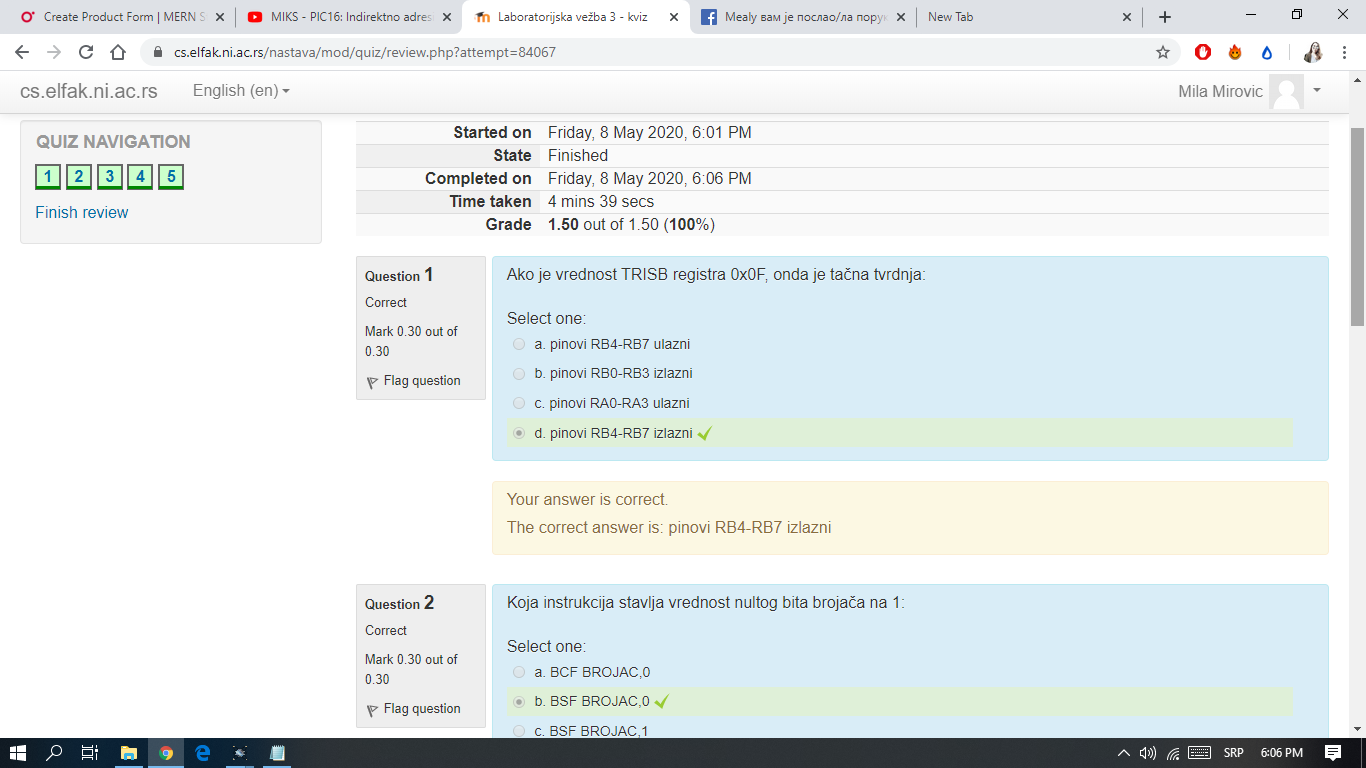 Create Product Form | MERN S
MIKS - PIC16: Indirektno adres
Laboratorijska vežba 3 - kviz
Mealy вам је послао/ла пору
New Tab
cs.elfak.ni.ac.rs/nastava/mod/quiz/review.php?attempt=84067
cs.elfak.ni.ac.rs
English (en)
Mila Mirovic
QUIZ NAVIGATION
1 2 3 4 5
Finish review
Started on Friday, 8 May 2020, 6:01 PM
State Finished
Completed on Friday, 8 May 2020, 6:06 PM
Time taken 4 mins 39 secs
Grade 1.50 out of 1.50 (100%)
Question 1
Correct
Mark 0.30 out of
0.30
Flag question
Ako je vrednost TRISB registra 0x0F, onda je tačna tvrdnja:
Select one:
a. pinovi RB4-RB7 ulazni
b. pinovi RB0-RB3 izlazni
c. pinovi RA0-RA3 ulazni
d. pinovi RB4-RB7 izlazni
Your answer is correct.
The correct answer is: pinovi RB4-RB7 izlazni
Question 2
Correct
Mark 0.30 out of
0.30
Flag question
Koja instrukcija stavlja vrednost nultog bita brojača na 1:
Select one:
a. BCF BROJAC,0
b. BSF BROJAC,0
c. BSF BROJAC,1
SRP
6:06 PM